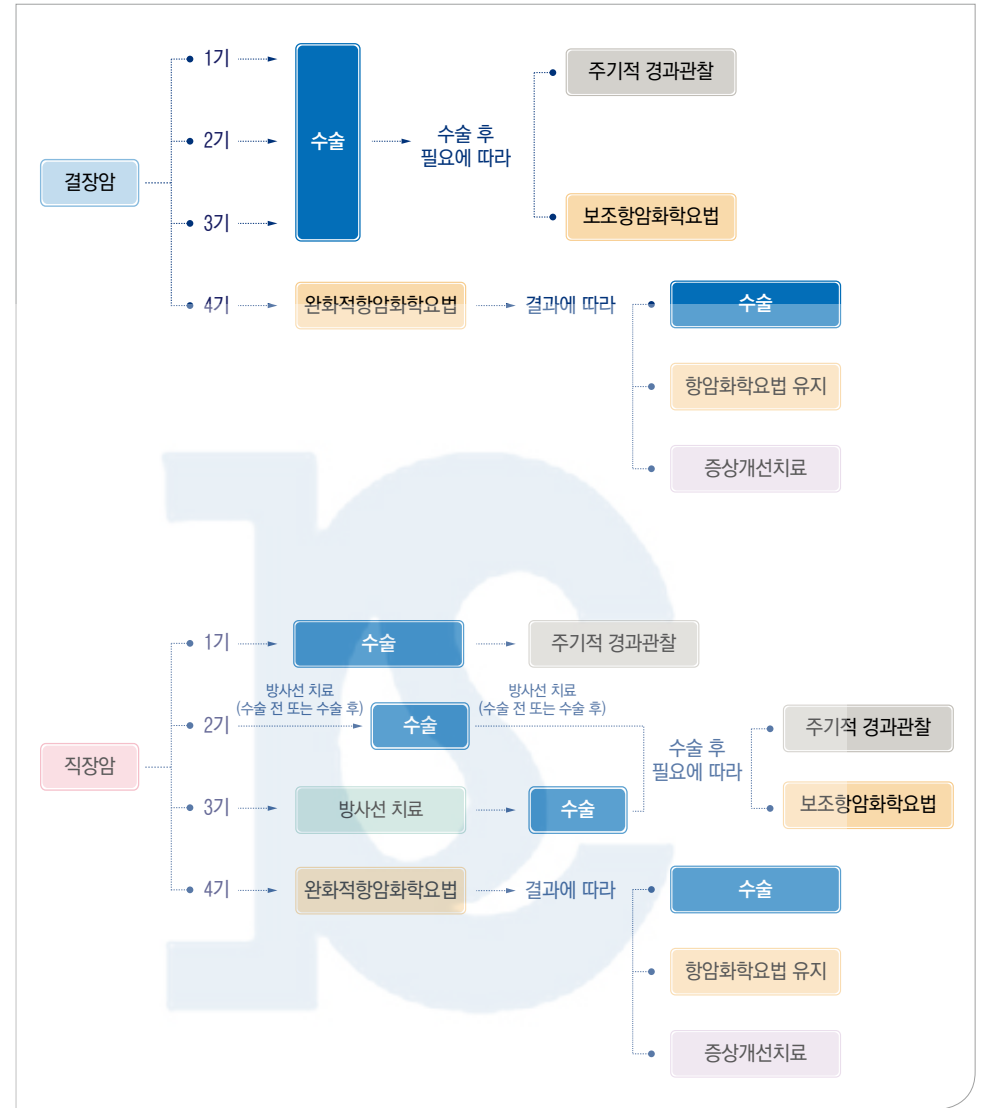 결장암
1기
2기
3기
수술
수술 후
필요에 따라
주기적 경과관찰
보조항암화학요법
4기
완화적항암화학요법
결과에 따라
수술
항암화학요법 유지
증상개선치료
직장암
1기
수술
주기적 경과관찰
2기
방사선 치료
(수술 전 또는 수술 후)
수술
방사선 치료
(수술 전 또는 수술 후)
3기
방사선 치료
수술
수술 후
필요에 따라
주기적 경과관찰
보조항암화학요법
4기
완화적항암화학요법
결과에 따라
수술
항암화학요법 유지
증상개선치료